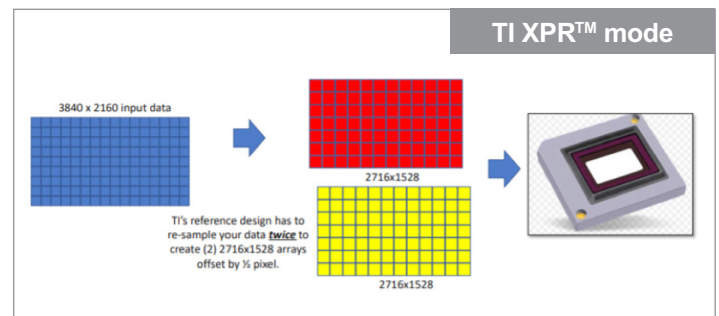 TI XPR™ mode
3840 x 2160 input data
2716x1528
TI's reference design has to
re-sample your data twice to
create (2) 2716x1528 arrays
offset by ½ pixel.
2716x1528